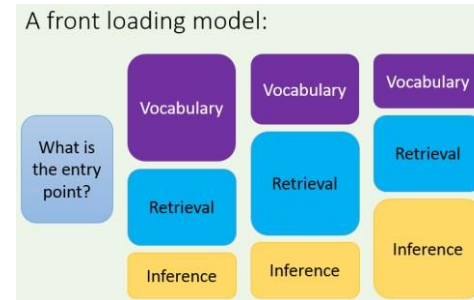 A front loading model:
What is
the entry
point?
Vocabulary
Retrieval
Inference
Vocabulary
Retrieval
Inference
Vocabulary
Retrieval
Inference